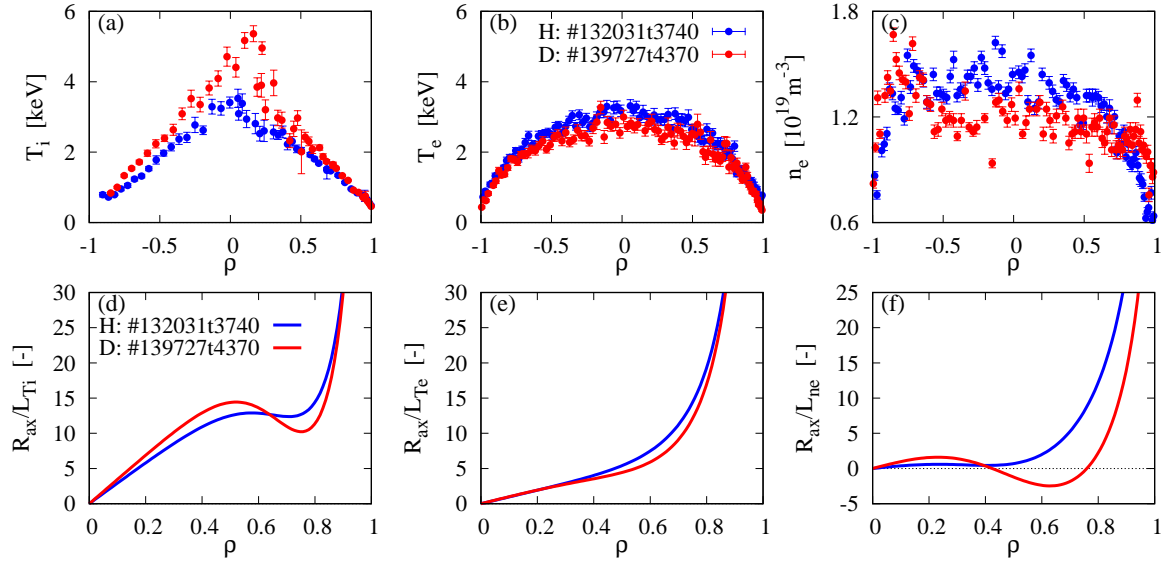 (a)
T_i [keV]
6
4
2
0
-1 -0.5 0 0.5 1
ρ
(b)
H: #132031t3740
D: #139727t4370
T_e [keV]
6
4
2
0
-1 -0.5 0 0.5 1
ρ
(c)
n_e [10^19 m^-3]
1.8
1.2
0.6
-1 -0.5 0 0.5 1
ρ
(d)
H: #132031t3740
D: #139727t4370
R_ax/L_Ti [-]
30
25
20
15
10
5
0
0 0.2 0.4 0.6 0.8 1
ρ
(e)
R_ax/L_Te [-]
30
25
20
15
10
5
0
0 0.2 0.4 0.6 0.8 1
ρ
(f)
R_ax/L_ne [-]
25
20
15
10
5
0
-5
0 0.2 0.4 0.6 0.8 1
ρ